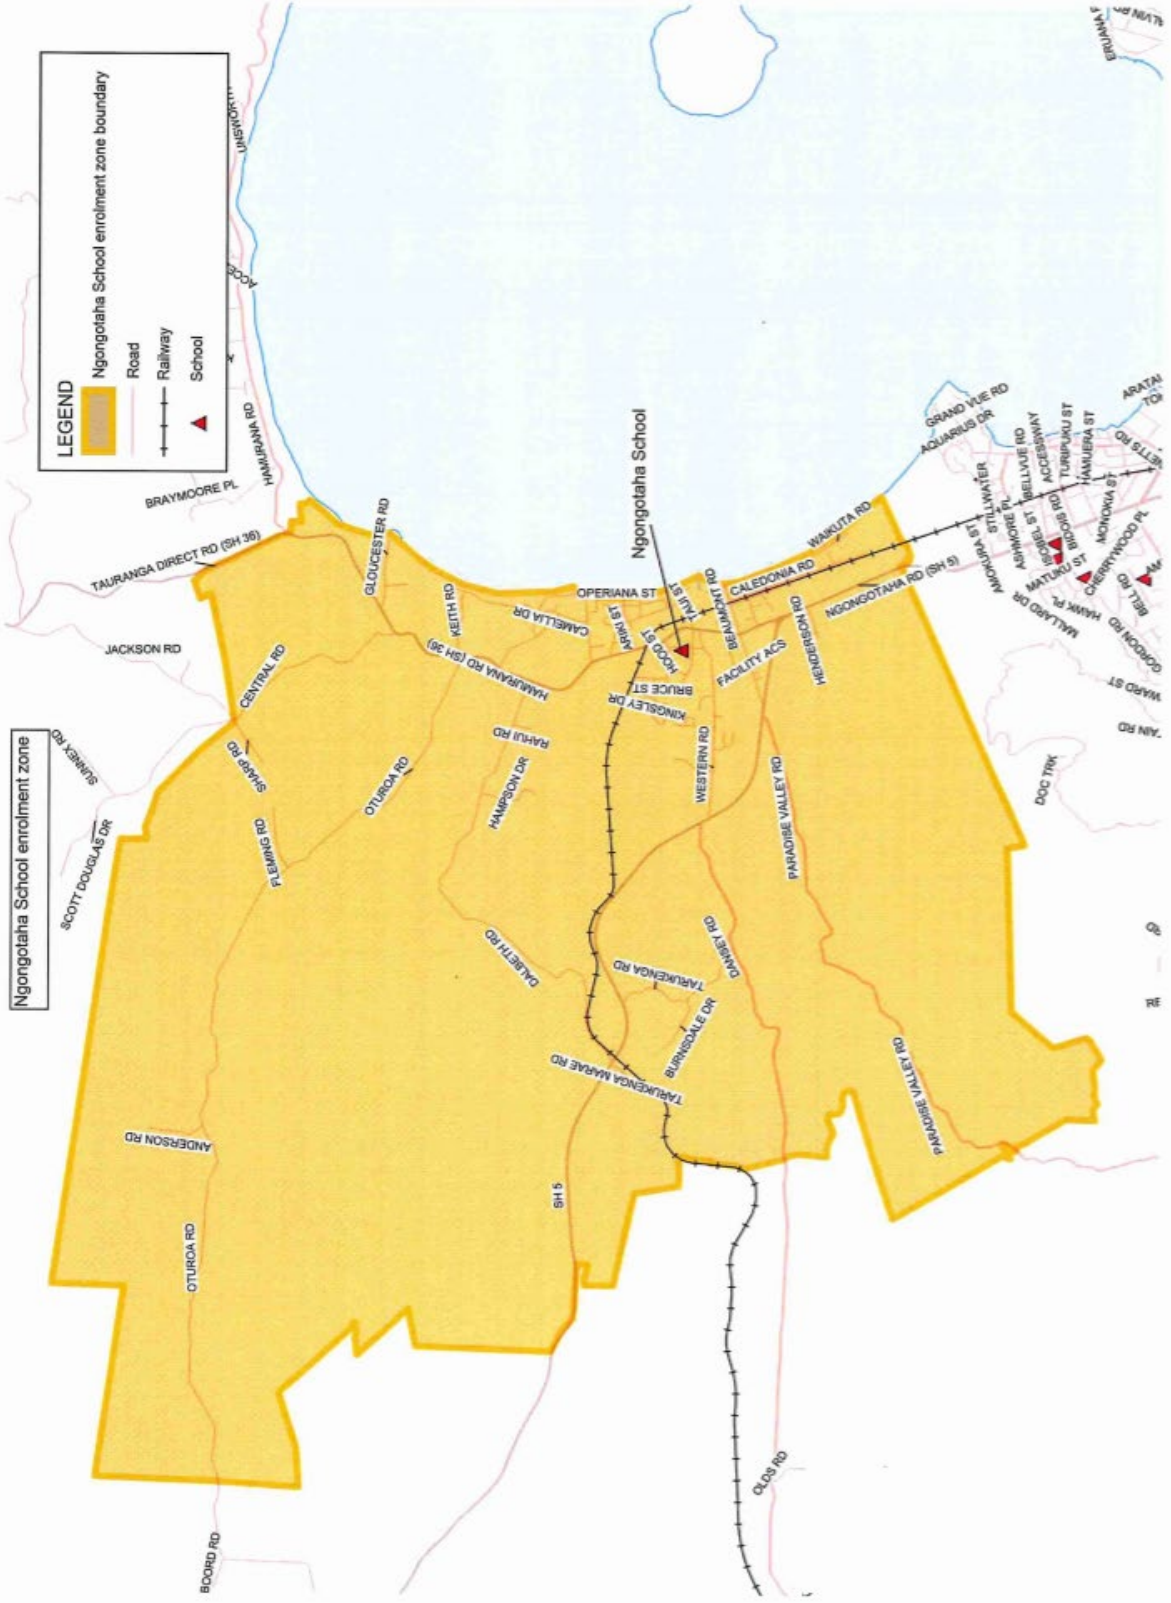 Ngongotaha School enrolment zone
LEGEND
Ngongotaha School enrolment zone boundary
Road
Railway
School
SUNNEX RD
SCOTT DOUGLAS DR
JACKSON RD
TAURANGA DIRECT RD (SH 36)
BRAYMOORE PL
HAMURANA RD
UNSWORTH
CENTRAL RD
SHARP RD
FLEMING RD
GLOUCESTER RD
KEITH RD
OTUROA RD
HAMURANA RD (SH 36)
CAMELLIA DR
OPERIANA ST
ARIKI ST
TAUI ST
HOOD ST
BEAUMONT RD
CALEDONIA RD
WAIKUTA RD
Ngongotaha School
BRUCE ST
KINGSLEY DR
FACILITY ACS
HENDERSON RD
NGONGOTAHA RD (SH 5)
RAHUI RD
HAMPSON DR
WESTERN RD
PARADISE VALLEY RD
DALBETH RD
TARUKENGA RD
DANSEY RD
BURNSDALE DR
TARUKENGA MARAE RD
PARADISE VALLEY RD
ANDERSON RD
OTUROA RD
SH 5
BOORD RD
OLDS RD
GRAND VUE RD
AQUARIUS DR
STILLWATER
AMOKURA ST
ASHMORE PL
BELLVUE RD
ACCESSWAY
TURIPUKU ST
HAMUERA ST
ISOBEL ST
BIDOIS RD
MONOKIA ST
MATUKU ST
CHERRYWOOD PL
MALLARD DR
HAWK PL
BELL RD
GORDON RD
WARD ST
DOC TRK